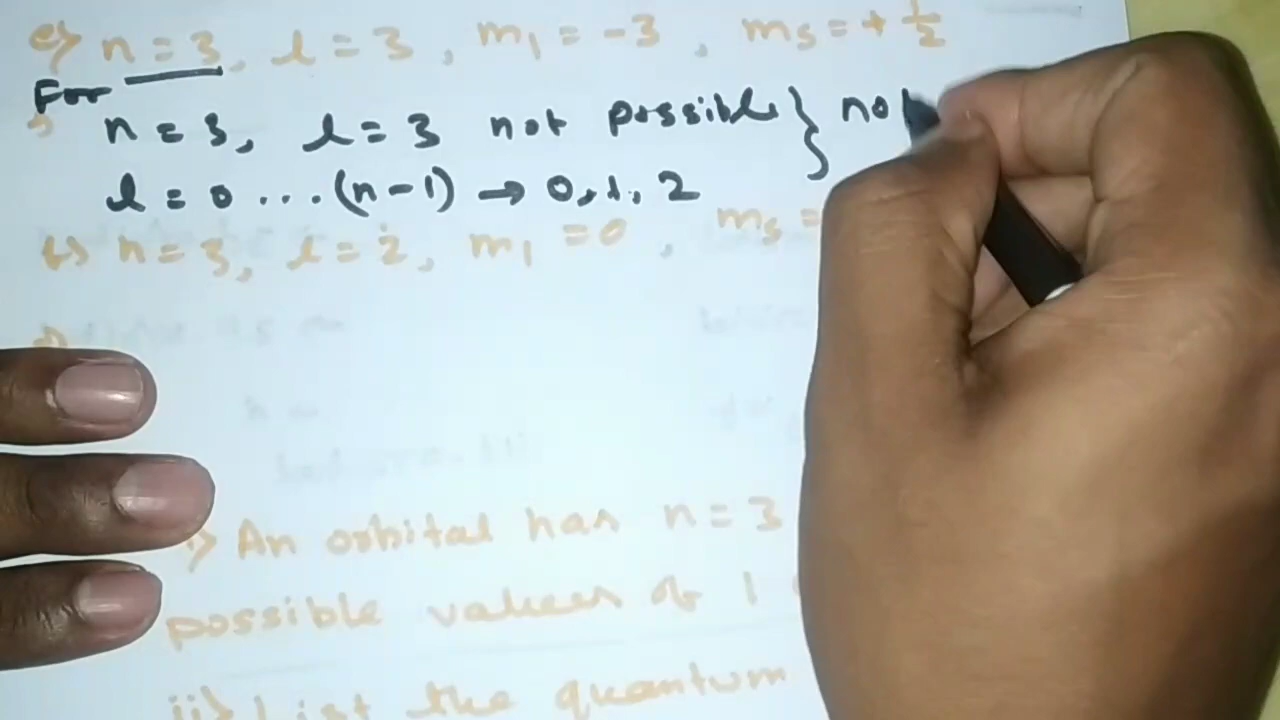 e) n = 3, l = 3, m₁ = -3, ms = + 1/2
For
n = 3, l = 3 not possible } no
l = 0 ... (n-1) → 0, 1, 2
n = 3, l = 2, m₁ = 0, ms =
i) An orbital has n = 3
possible values of l
ii) List the quantum